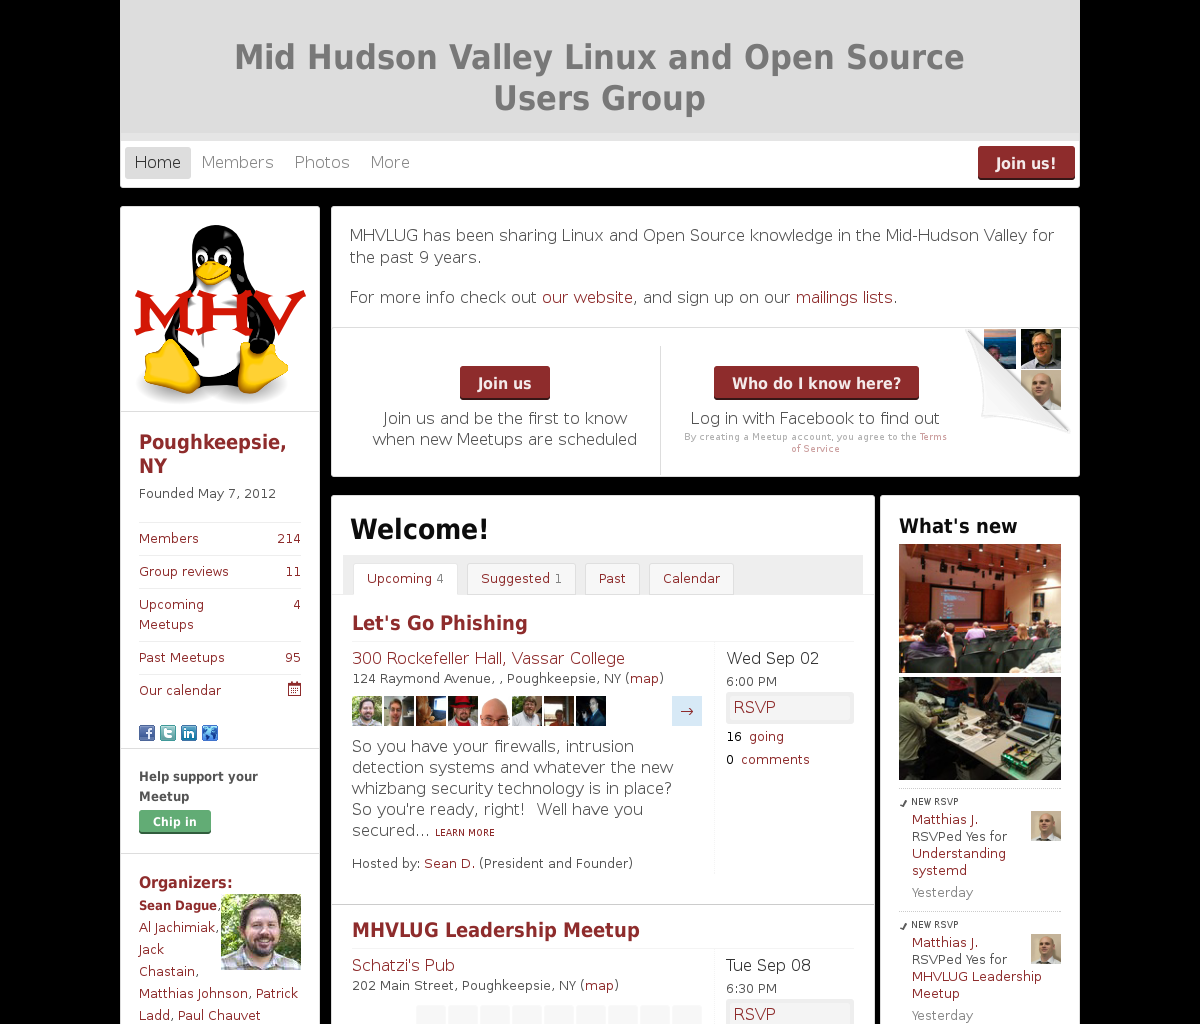 Mid Hudson Valley Linux and Open Source
Users Group
Home Members Photos More
Join us!
MHV
Poughkeepsie,
NY
Founded May 7, 2012
Members 214
Group reviews 11
Upcoming 4
Meetups
Past Meetups 95
Our calendar
Help support your
Meetup
Chip in
Organizers:
Sean Dague,
Al Jachimiak,
Jack
Chastain,
Matthias Johnson, Patrick
Ladd, Paul Chauvet
MHVLUG has been sharing Linux and Open Source knowledge in the Mid-Hudson Valley for
the past 9 years.
For more info check out our website, and sign up on our mailings lists.
Join us
Join us and be the first to know
when new Meetups are scheduled
Who do I know here?
Log in with Facebook to find out
By creating a Meetup account, you agree to the Terms
of Service
Welcome!
Upcoming 4 Suggested 1 Past Calendar
Let's Go Phishing
300 Rockefeller Hall, Vassar College
124 Raymond Avenue, , Poughkeepsie, NY (map)
→
So you have your firewalls, intrusion
detection systems and whatever the new
whizbang security technology is in place?
So you're ready, right!  Well have you
secured... LEARN MORE
Hosted by: Sean D. (President and Founder)
Wed Sep 02
6:00 PM
RSVP
16 going
0 comments
MHVLUG Leadership Meetup
Schatzi's Pub
202 Main Street, Poughkeepsie, NY (map)
Tue Sep 08
6:30 PM
RSVP
What's new
NEW RSVP
Matthias J.
RSVPed Yes for
Understanding
systemd
Yesterday
NEW RSVP
Matthias J.
RSVPed Yes for
MHVLUG Leadership
Meetup
Yesterday